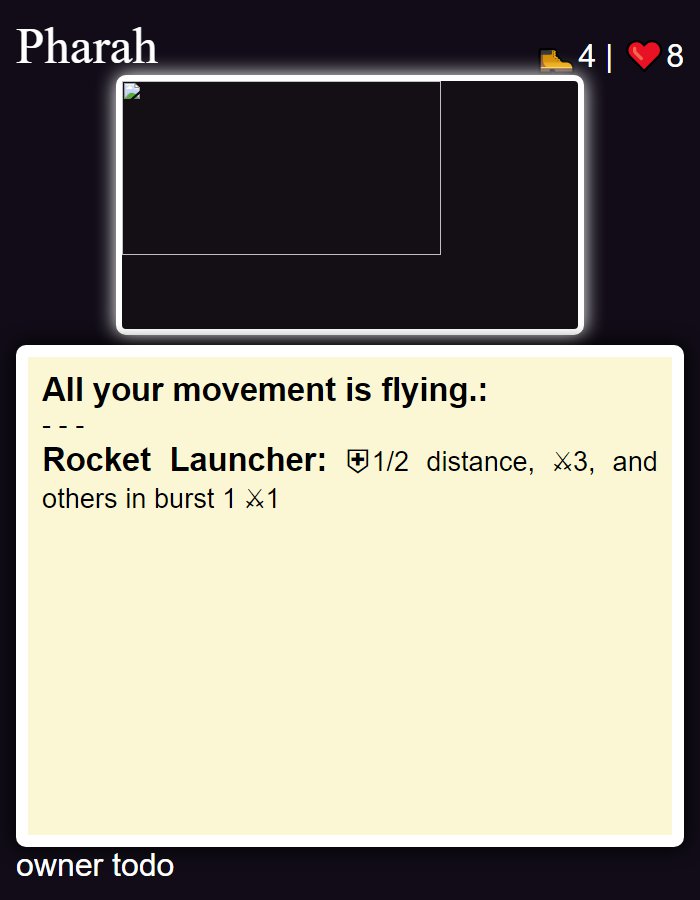 Pharah
🥾4 | ❤️8
All your movement is flying.:
- - -
Rocket Launcher: ⛨1/2 distance, ⚔3, and
others in burst 1 ⚔1
owner todo